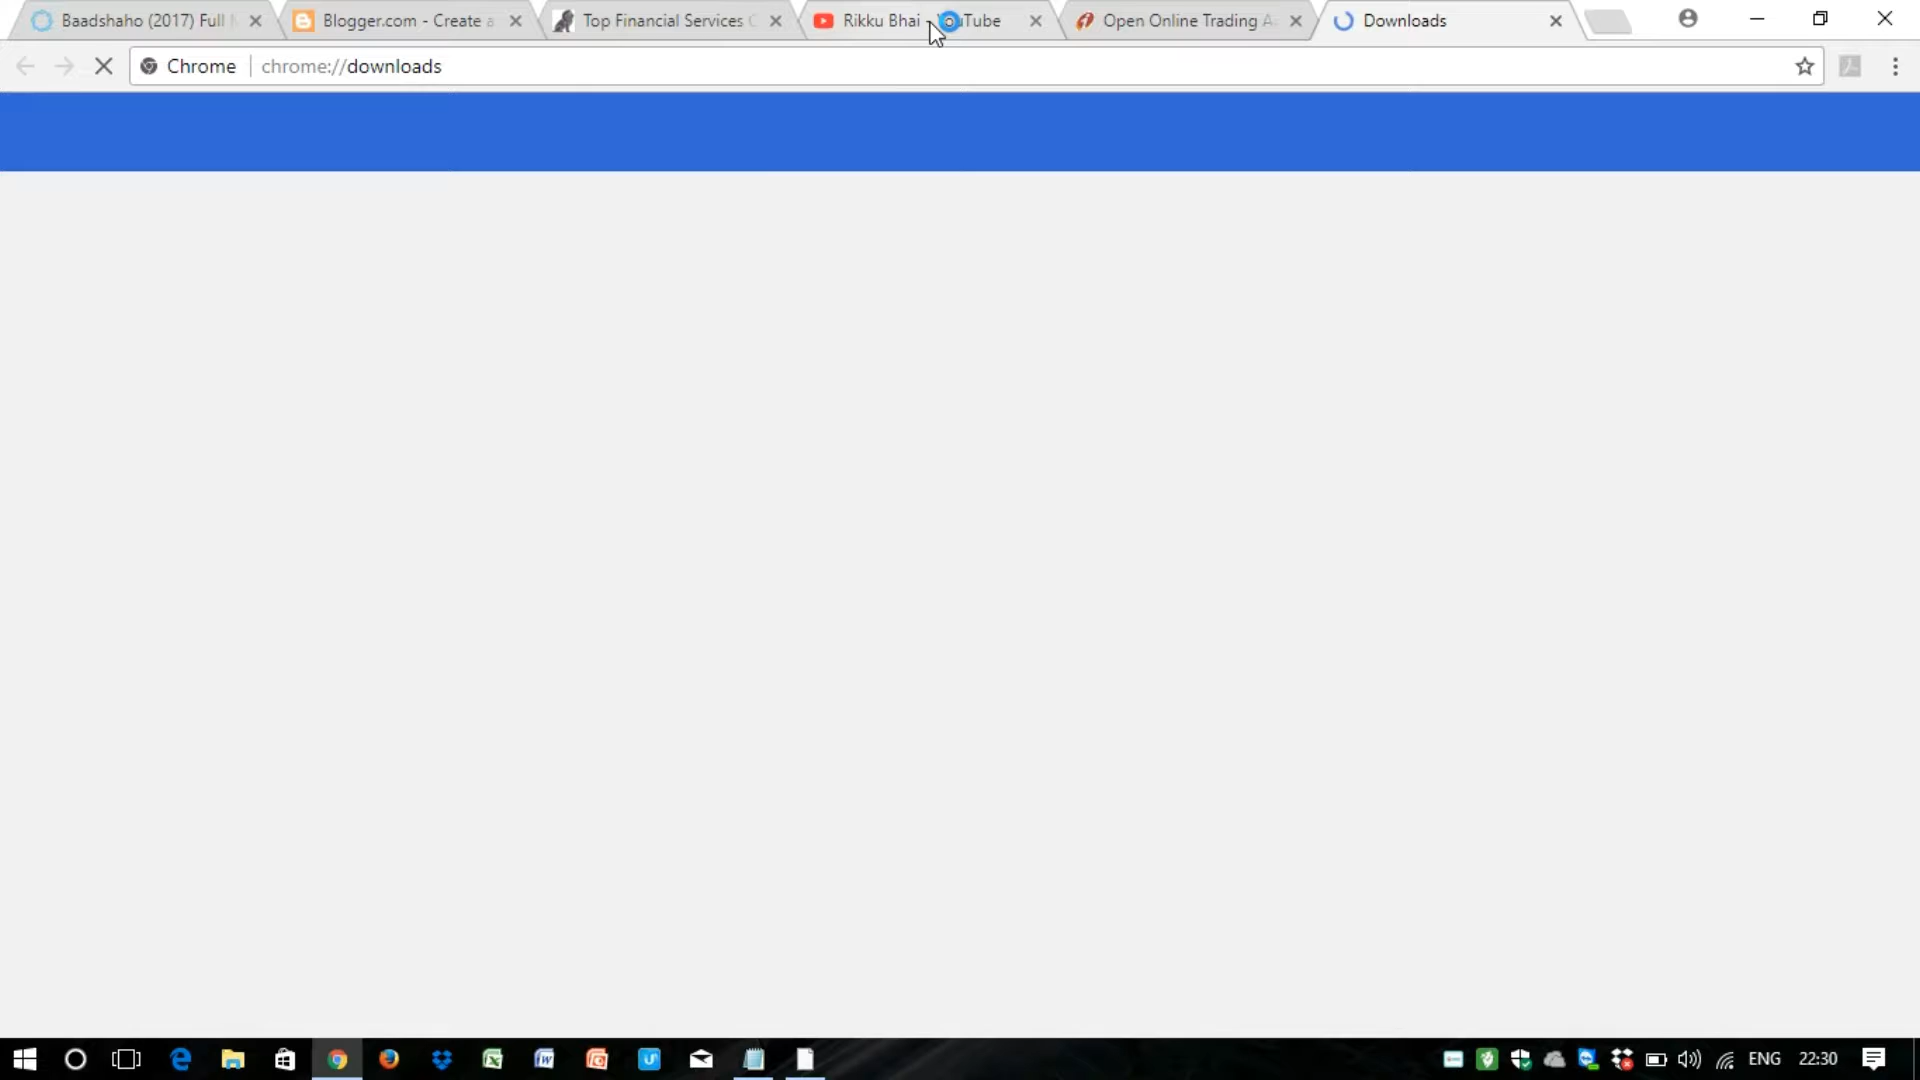 Baadshaho (2017) Full
Blogger.com - Create a
Top Financial Services C
Rikku Bhai - YouTube
Open Online Trading A
Downloads
Chrome
chrome://downloads
ENG
22:30